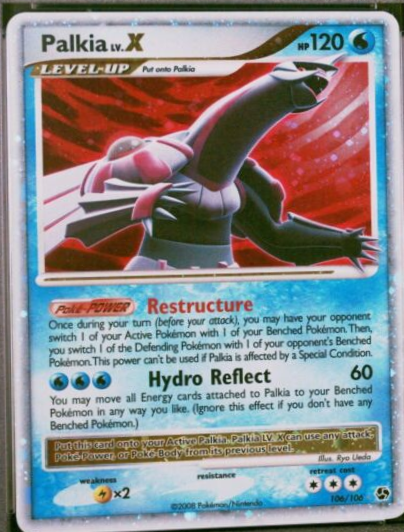 Palkia LV.X HP 120
LEVEL-UP Put onto Palkia
Poké-POWER Restructure
Once during your turn (before your attack), you may have your opponent
switch 1 of your Active Pokémon with 1 of your Benched Pokémon. Then,
you switch 1 of the Defending Pokémon with 1 of your opponent's Benched
Pokémon. This power can't be used if Palkia is affected by a Special Condition.
Hydro Reflect 60
You may move all Energy cards attached to Palkia to your Benched
Pokémon in any way you like. (Ignore this effect if you don't have any
Benched Pokémon.)
Put this card onto your Active Palkia. Palkia LV.X can use any attack,
Poké-Power, or Poké-Body from its previous level.
Illus. Ryo Ueda
weakness resistance retreat cost
×2
©2008 Pokémon/Nintendo 106/106